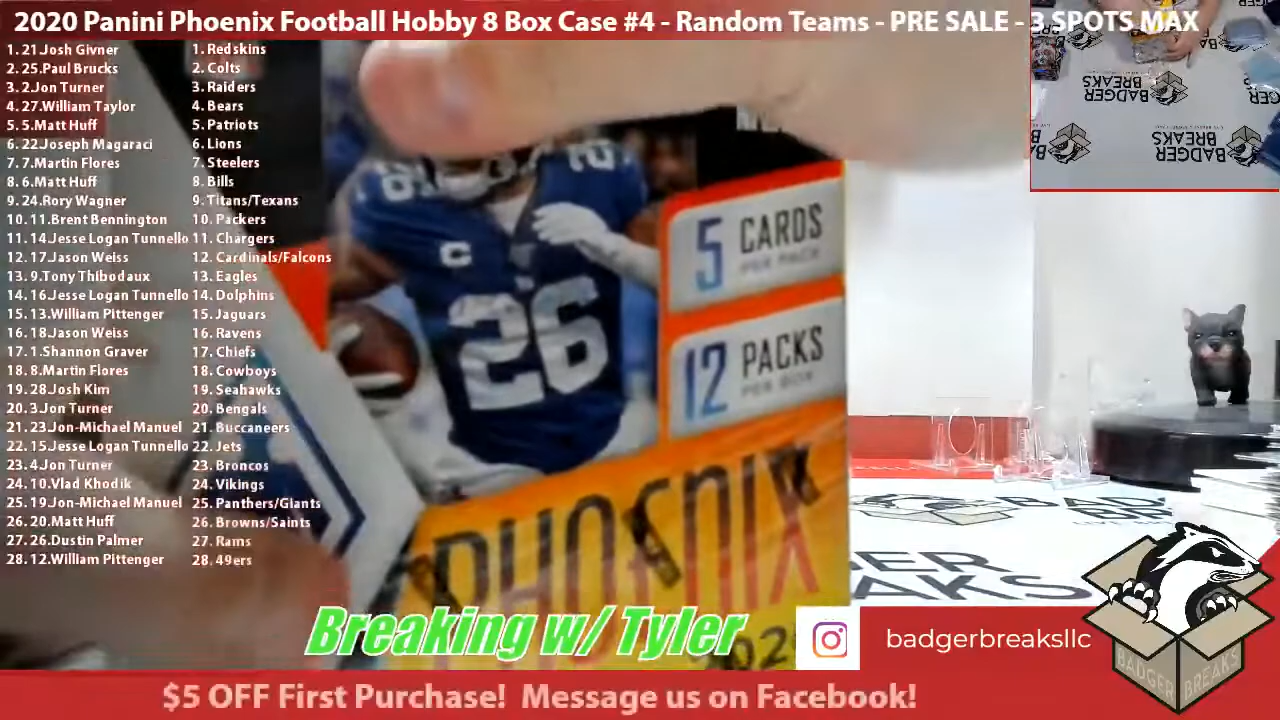 2020 Panini Phoenix Football Hobby 8 Box Case #4 - Random Teams - PRE SALE - 3 SPOTS MAX
1. 21.Josh Givner 1. Redskins
2. 25.Paul Brucks 2. Colts
3. 2.Jon Turner 3. Raiders
4. 27.William Taylor 4. Bears
5. 5.Matt Huff 5. Patriots
6. 22.Joseph Magaraci 6. Lions
7. 7.Martin Flores 7. Steelers
8. 6.Matt Huff 8. Bills
9. 24.Rory Wagner 9. Titans/Texans
10. 11.Brent Bennington 10. Packers
11. 14.Jesse Logan Tunnello 11. Chargers
12. 17.Jason Weiss 12. Cardinals/Falcons
13. 9.Tony Thibodaux 13. Eagles
14. 16.Jesse Logan Tunnello 14. Dolphins
15. 13.William Pittenger 15. Jaguars
16. 18.Jason Weiss 16. Ravens
17. 1.Shannon Graver 17. Chiefs
18. 8.Martin Flores 18. Cowboys
19. 28.Josh Kim 19. Seahawks
20. 3.Jon Turner 20. Bengals
21. 23.Jon-Michael Manuel 21. Buccaneers
22. 15.Jesse Logan Tunnello 22. Jets
23. 4.Jon Turner 23. Broncos
24. 10.Vlad Khodik 24. Vikings
25. 19.Jon-Michael Manuel 25. Panthers/Giants
26. 20.Matt Huff 26. Browns/Saints
27. 26.Dustin Palmer 27. Rams
28. 12.William Pittenger 28. 49ers
26
C
26
5 CARDS
PER PACK
12 PACKS
PER BOX
PHOENIX
2020
BADGER
BREAKS
BADGER
BREAKS
BADGER
BREAKS
Breaking w/ Tyler
badgerbreaksllc
BADGER BREAKS
$5 OFF First Purchase! Message us on Facebook!